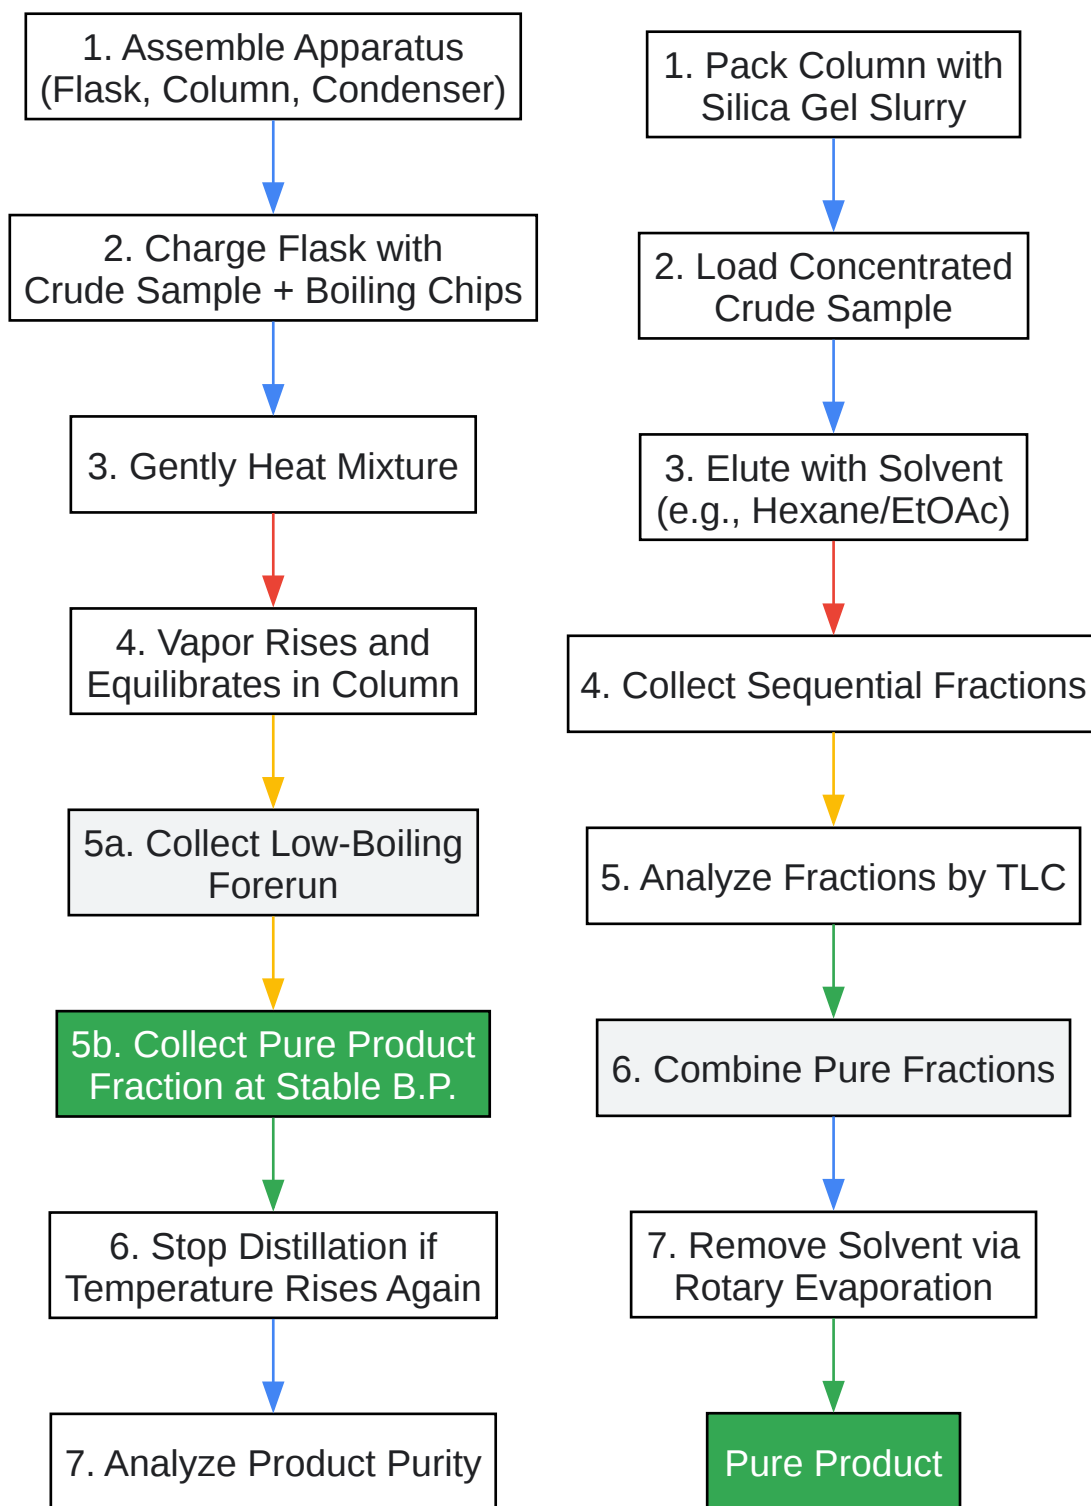 1. Assemble Apparatus
(Flask, Column, Condenser)
2. Charge Flask with
Crude Sample + Boiling Chips
3. Gently Heat Mixture
4. Vapor Rises and
Equilibrates in Column
5a. Collect Low-Boiling
Forerun
5b. Collect Pure Product
Fraction at Stable B.P.
6. Stop Distillation if
Temperature Rises Again
7. Analyze Product Purity
1. Pack Column with
Silica Gel Slurry
2. Load Concentrated
Crude Sample
3. Elute with Solvent
(e.g., Hexane/EtOAc)
4. Collect Sequential Fractions
5. Analyze Fractions by TLC
6. Combine Pure Fractions
7. Remove Solvent via
Rotary Evaporation
Pure Product